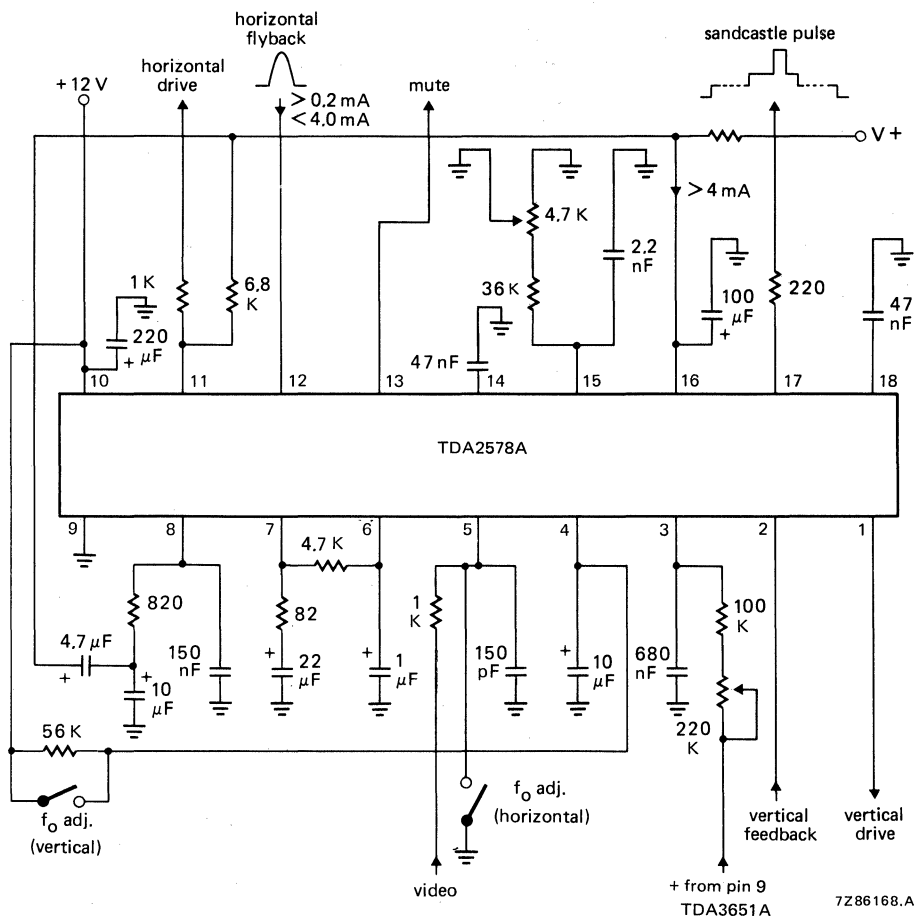 horizontal
flyback
sandcastle pulse
+12 V
horizontal
drive
> 0.2 mA
< 4.0 mA
mute
V +
> 4 mA
4.7 K
2.2
nF
1 K
6.8
K
36 K
100
μF
+
220
47
nF
220
μF
+
47 nF
10
11
12
13
14
15
16
17
18
TDA2578A
9
8
7
6
5
4
3
2
1
4.7 K
820
82
1
K
100
K
4.7 μF
+
150
nF
+
22
μF
+
1
μF
150
pF
+
10
μF
680
nF
+
10
μF
220
K
56 K
fo adj.
(vertical)
fo adj.
(horizontal)
vertical
feedback
vertical
drive
video
+ from pin 9
TDA3651A
7Z86168.A